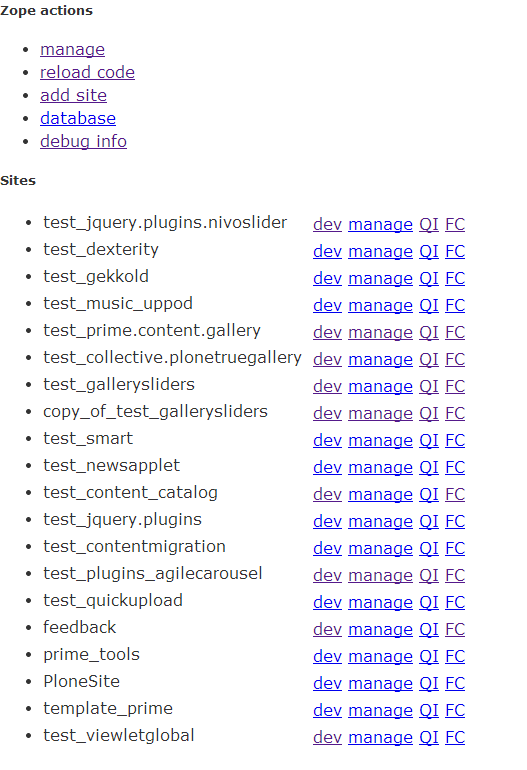 Zope actions
manage
reload code
add site
database
debug info
Sites
test_jquery.plugins.nivoslider dev manage QI FC
test_dexterity dev manage QI FC
test_gekkold dev manage QI FC
test_music_uppod dev manage QI FC
test_prime.content.gallery dev manage QI FC
test_collective.plonetruegallery dev manage QI FC
test_gallerysliders dev manage QI FC
copy_of_test_gallerysliders dev manage QI FC
test_smart dev manage QI FC
test_newsapplet dev manage QI FC
test_content_catalog dev manage QI FC
test_jquery.plugins dev manage QI FC
test_contentmigration dev manage QI FC
test_plugins_agilecarousel dev manage QI FC
test_quickupload dev manage QI FC
feedback dev manage QI FC
prime_tools dev manage QI FC
PloneSite dev manage QI FC
template_prime dev manage QI FC
test_viewletglobal dev manage QI FC